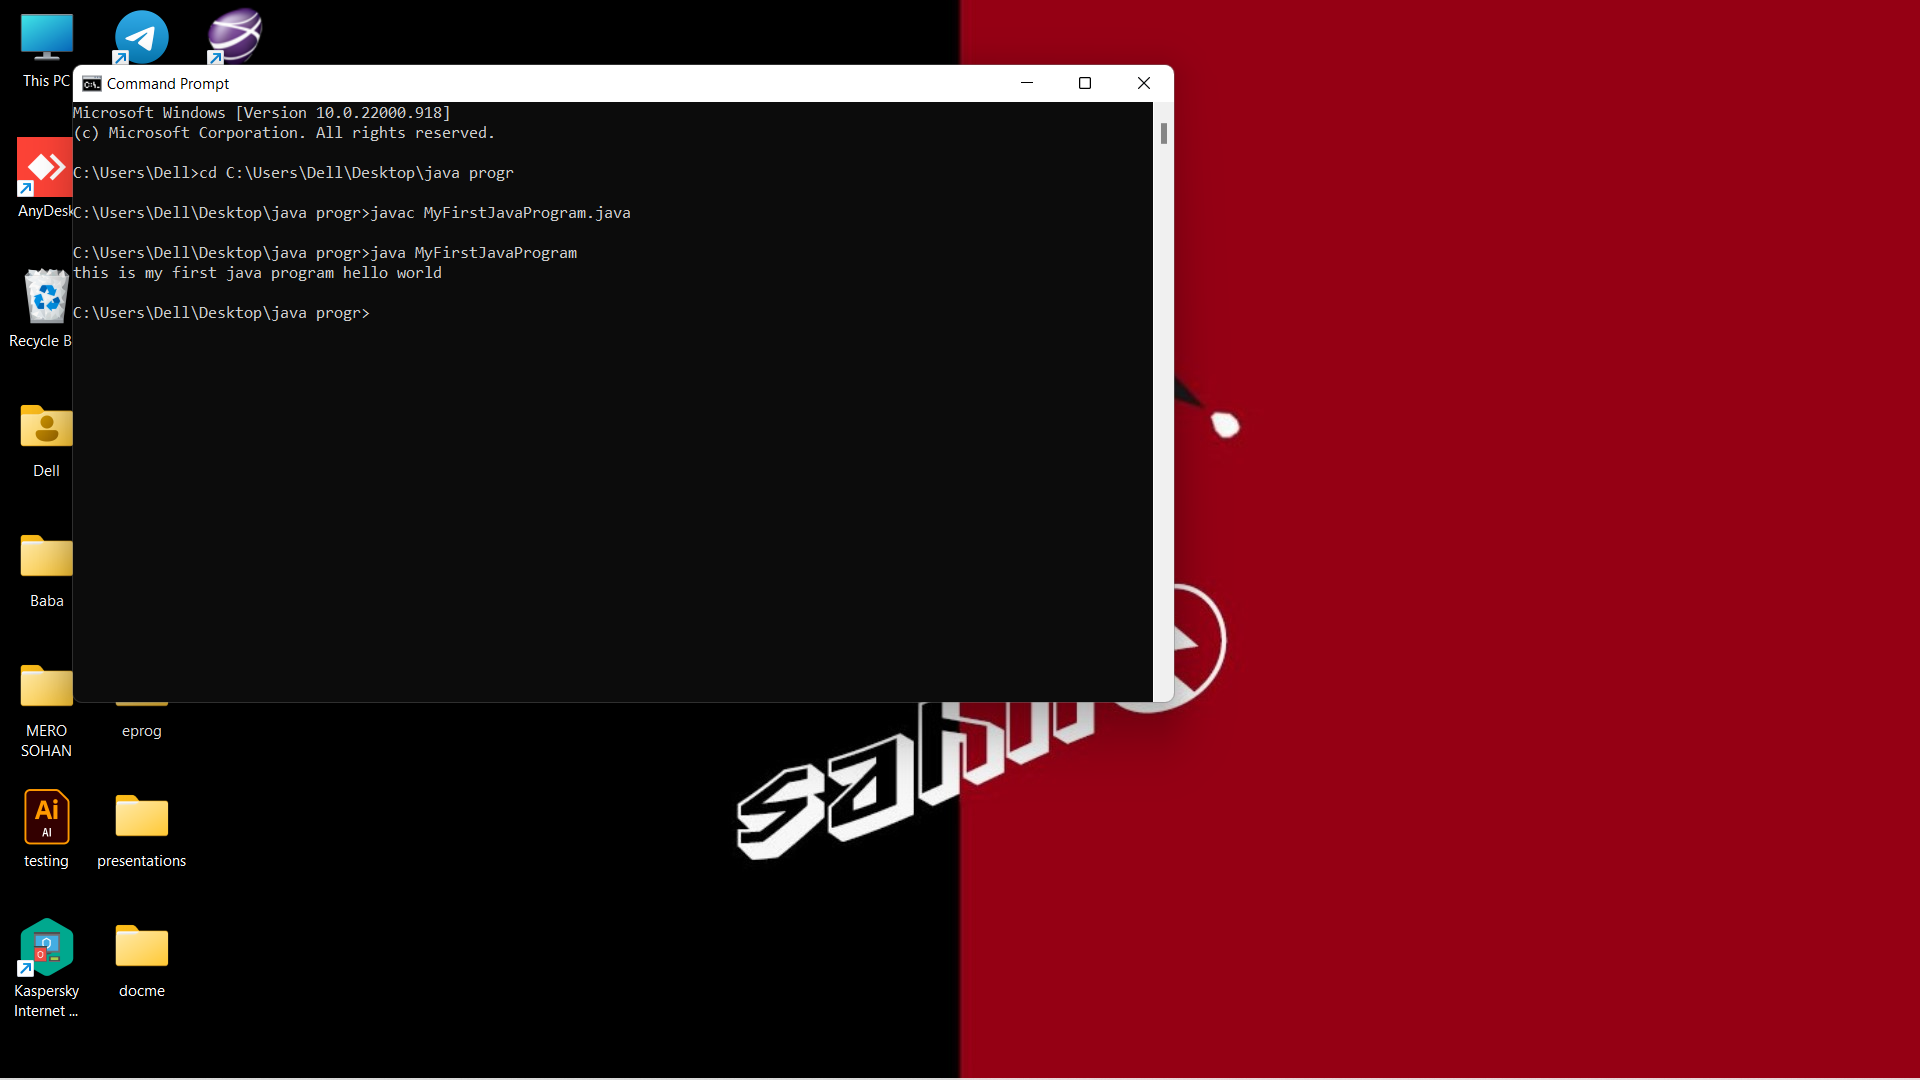 This PC
Command Prompt
Microsoft Windows [Version 10.0.22000.918]
(c) Microsoft Corporation. All rights reserved.
C:\Users\Dell>cd C:\Users\Dell\Desktop\java progr
C:\Users\Dell\Desktop\java progr>javac MyFirstJavaProgram.java
C:\Users\Dell\Desktop\java progr>java MyFirstJavaProgram
this is my first java program hello world
C:\Users\Dell\Desktop\java progr>
AnyDesk
Recycle B
Dell
Baba
MERO
SOHAN
eprog
Ai
AI
testing
presentations
Kaspersky
Internet ...
docme